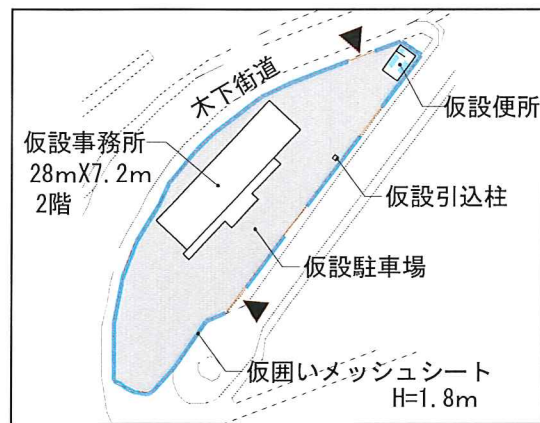 木下街道
仮設便所
仮設事務所
28mX7.2m
2階
仮設引込柱
仮設駐車場
仮囲いメッシュシート
H=1.8m